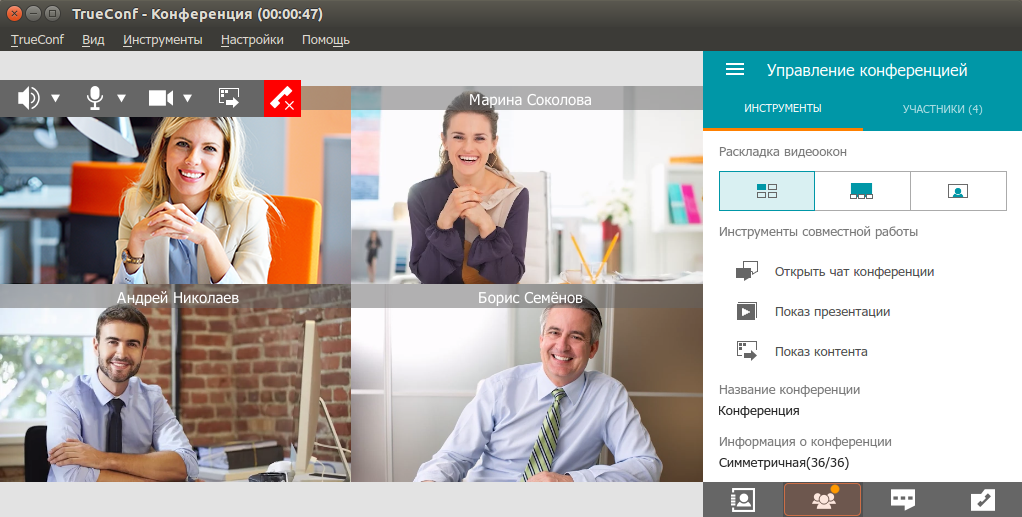 TrueConf - Конференция (00:00:47)
TrueConf Вид Инструменты Настройки Помощь
Марина Соколова
Андрей Николаев
Борис Семёнов
Управление конференцией
ИНСТРУМЕНТЫ
УЧАСТНИКИ (4)
Раскладка видеоокон
Инструменты совместной работы
Открыть чат конференции
Показ презентации
Показ контента
Название конференции
Конференция
Информация о конференции
Симметричная(36/36)